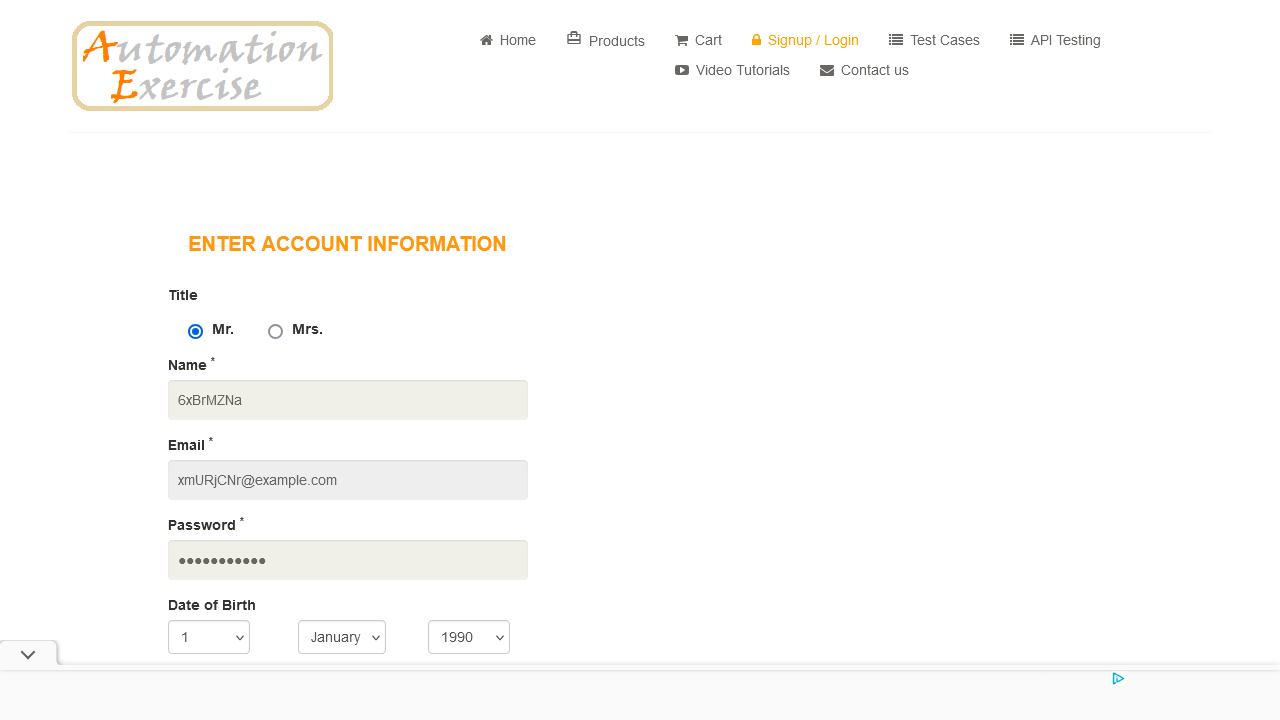 Automation
Exercise
Home
Products
Cart
Signup / Login
Test Cases
API Testing
Video Tutorials
Contact us
ENTER ACCOUNT INFORMATION
Title
Mr.
Mrs.
Name *
6xBrMZNa
Email *
xmURjCNr@example.com
Password *
●●●●●●●●●●●
Date of Birth
1
January
1990